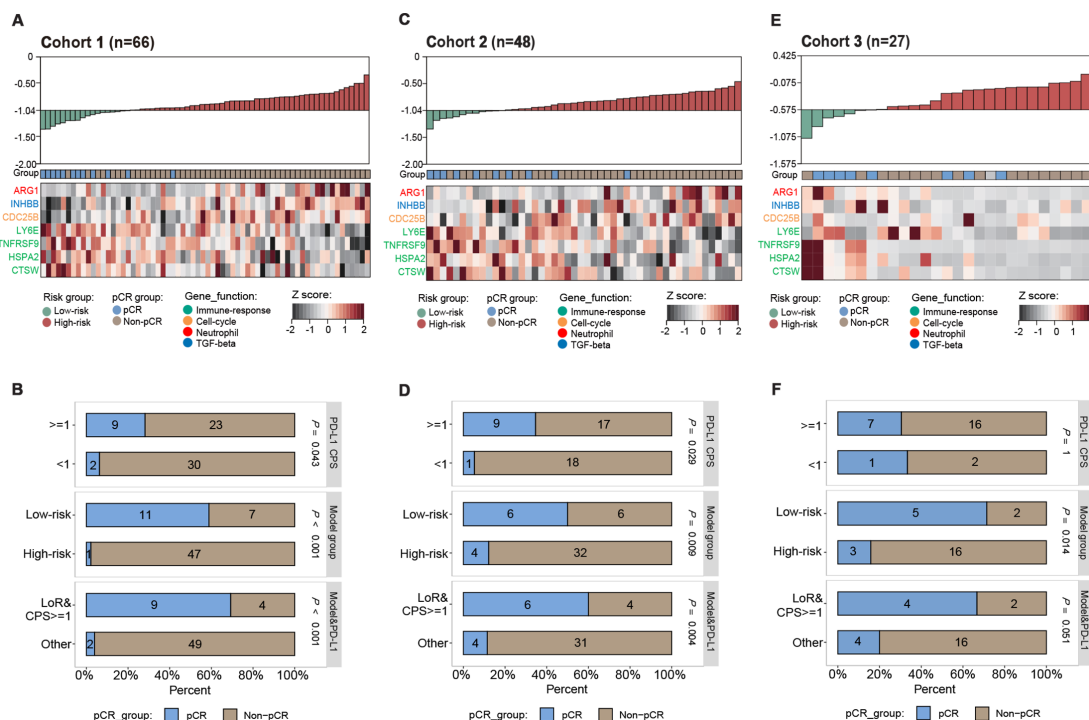 A
Cohort 1 (n=66)
0
-0.50
-1.04
-1.50
-2.00
Group
ARG1
INHBB
CDC25B
LY6E
TNFRSF9
HSPA2
CTSW
Risk group:
Low-risk
High-risk
pCR group:
pCR
Non-pCR
Gene_function:
Immune-response
Cell-cycle
Neutrophil
TGF-beta
Z score:
-2 -1 0 1 2
C
Cohort 2 (n=48)
0
-0.50
-1.04
-1.50
-2.00
Group
ARG1
INHBB
CDC25B
LY6E
TNFRSF9
HSPA2
CTSW
Risk group:
Low-risk
High-risk
pCR group:
pCR
Non-pCR
Gene_function:
Immune-response
Cell-cycle
Neutrophil
TGF-beta
Z score:
-2 -1 0 1 2
E
Cohort 3 (n=27)
0.425
-0.075
-0.575
-1.075
-1.575
Group
ARG1
INHBB
CDC25B
LY6E
TNFRSF9
HSPA2
CTSW
Risk group:
Low-risk
High-risk
pCR group:
pCR
Non-pCR
Gene_function:
Immune-response
Cell-cycle
Neutrophil
TGF-beta
Z score:
-2 -1 0 1 2
B
>=1 9 23
<1 2 30
P = 0.043
PD-L1 CPS
Low-risk 11 7
High-risk 1 47
P < 0.001
Model group
LoR&
CPS>=1 9 4
Other 2 49
P < 0.001
Model&PD-L1
0% 20% 40% 60% 80% 100%
Percent
pCR_group: pCR Non-pCR
D
>=1 9 17
<1 1 18
P = 0.029
PD-L1 CPS
Low-risk 6 6
High-risk 4 32
P = 0.009
Model group
LoR&
CPS>=1 6 4
Other 4 31
P = 0.004
Model&PD-L1
0% 20% 40% 60% 80% 100%
Percent
pCR_group: pCR Non-pCR
F
>=1 7 16
<1 1 2
P = 1
PD-L1 CPS
Low-risk 5 2
High-risk 3 16
P = 0.014
Model group
LoR&
CPS>=1 4 2
Other 4 16
P = 0.051
Model&PD-L1
0% 20% 40% 60% 80% 100%
Percent
pCR_group: pCR Non-pCR